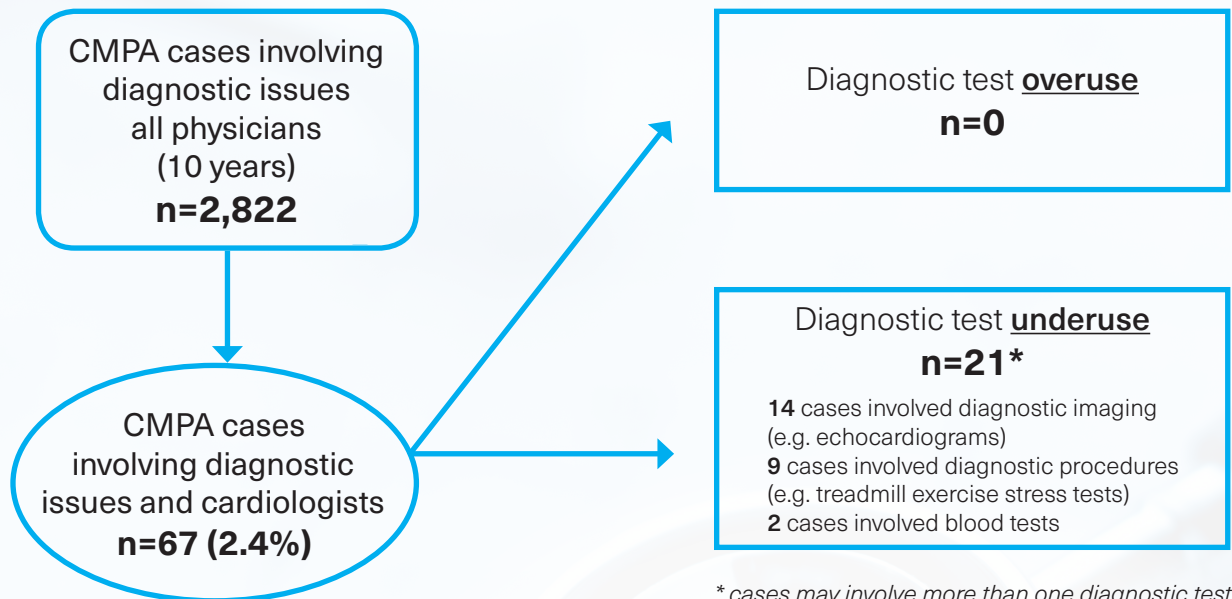 CMPA cases involving
diagnostic issues
all physicians
(10 years)
n=2,822
CMPA cases
involving diagnostic
issues and cardiologists
n=67 (2.4%)
Diagnostic test overuse
n=0
Diagnostic test underuse
n=21*
14 cases involved diagnostic imaging
(e.g. echocardiograms)
9 cases involved diagnostic procedures
(e.g. treadmill exercise stress tests)
2 cases involved blood tests
* cases may involve more than one diagnostic test